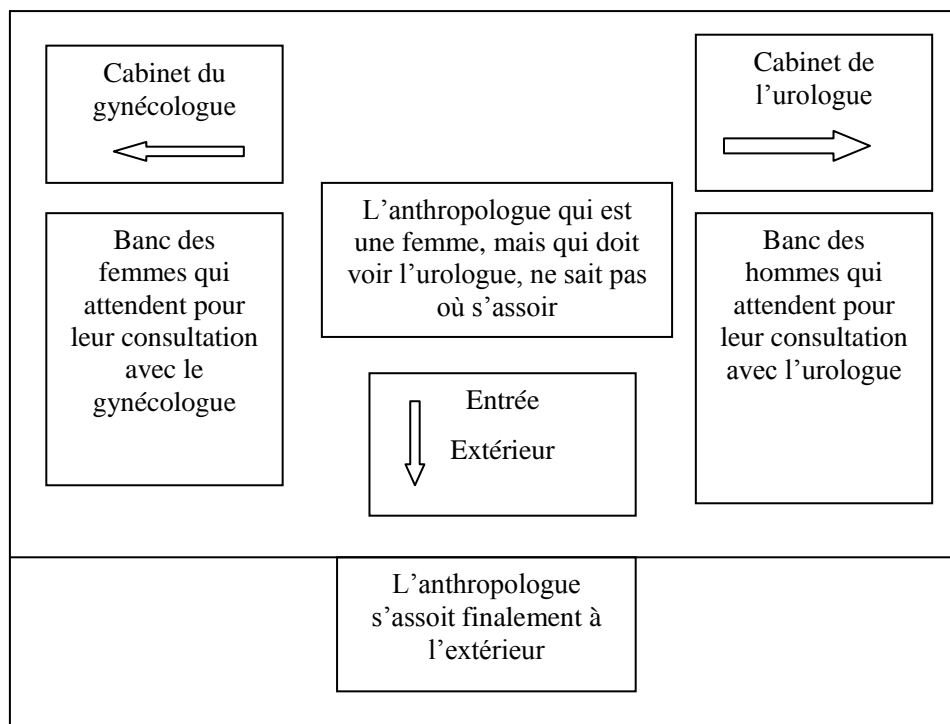 Cabinet du
gynécologue
Cabinet de
l’urologue
L’anthropologue qui est
une femme, mais qui doit
voir l’urologue, ne sait pas
où s’assoir
Banc des
femmes qui
attendent pour
leur consultation
avec le
gynécologue
Banc des
hommes qui
attendent pour
leur consultation
avec l’urologue
Entrée
Extérieur
L’anthropologue
s’assoit finalement à
l’extérieur